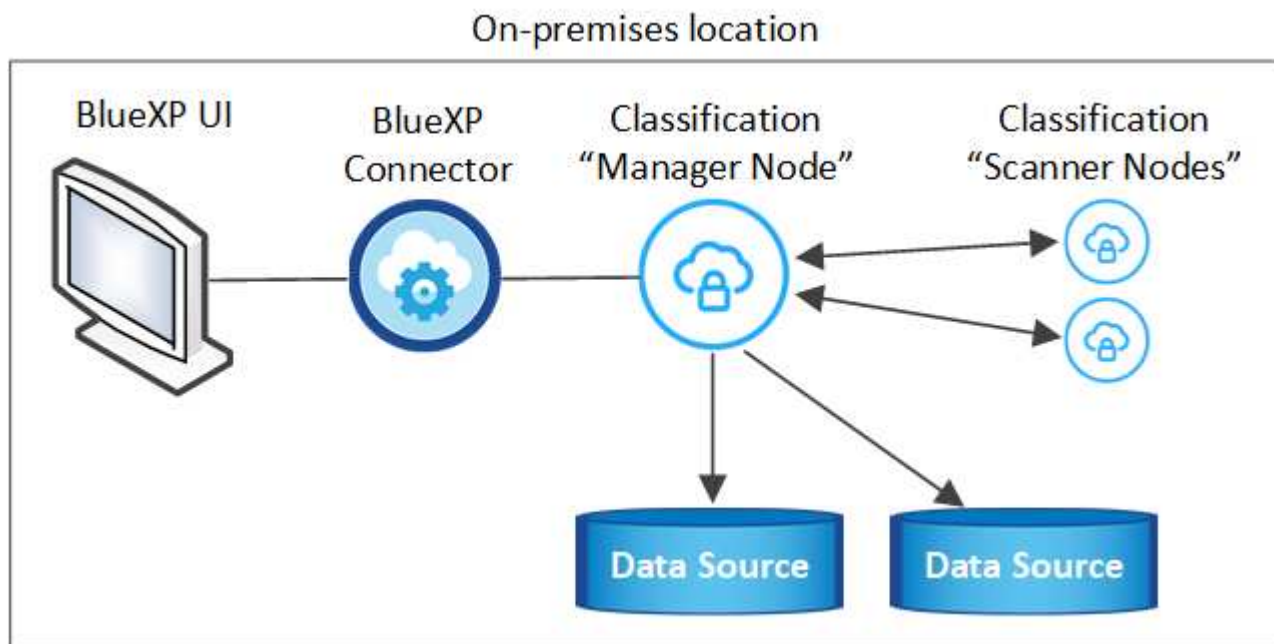 On-premises location
BlueXP UI
BlueXP
Connector
Classification
“Manager Node”
Classification
“Scanner Nodes”
Data Source
Data Source